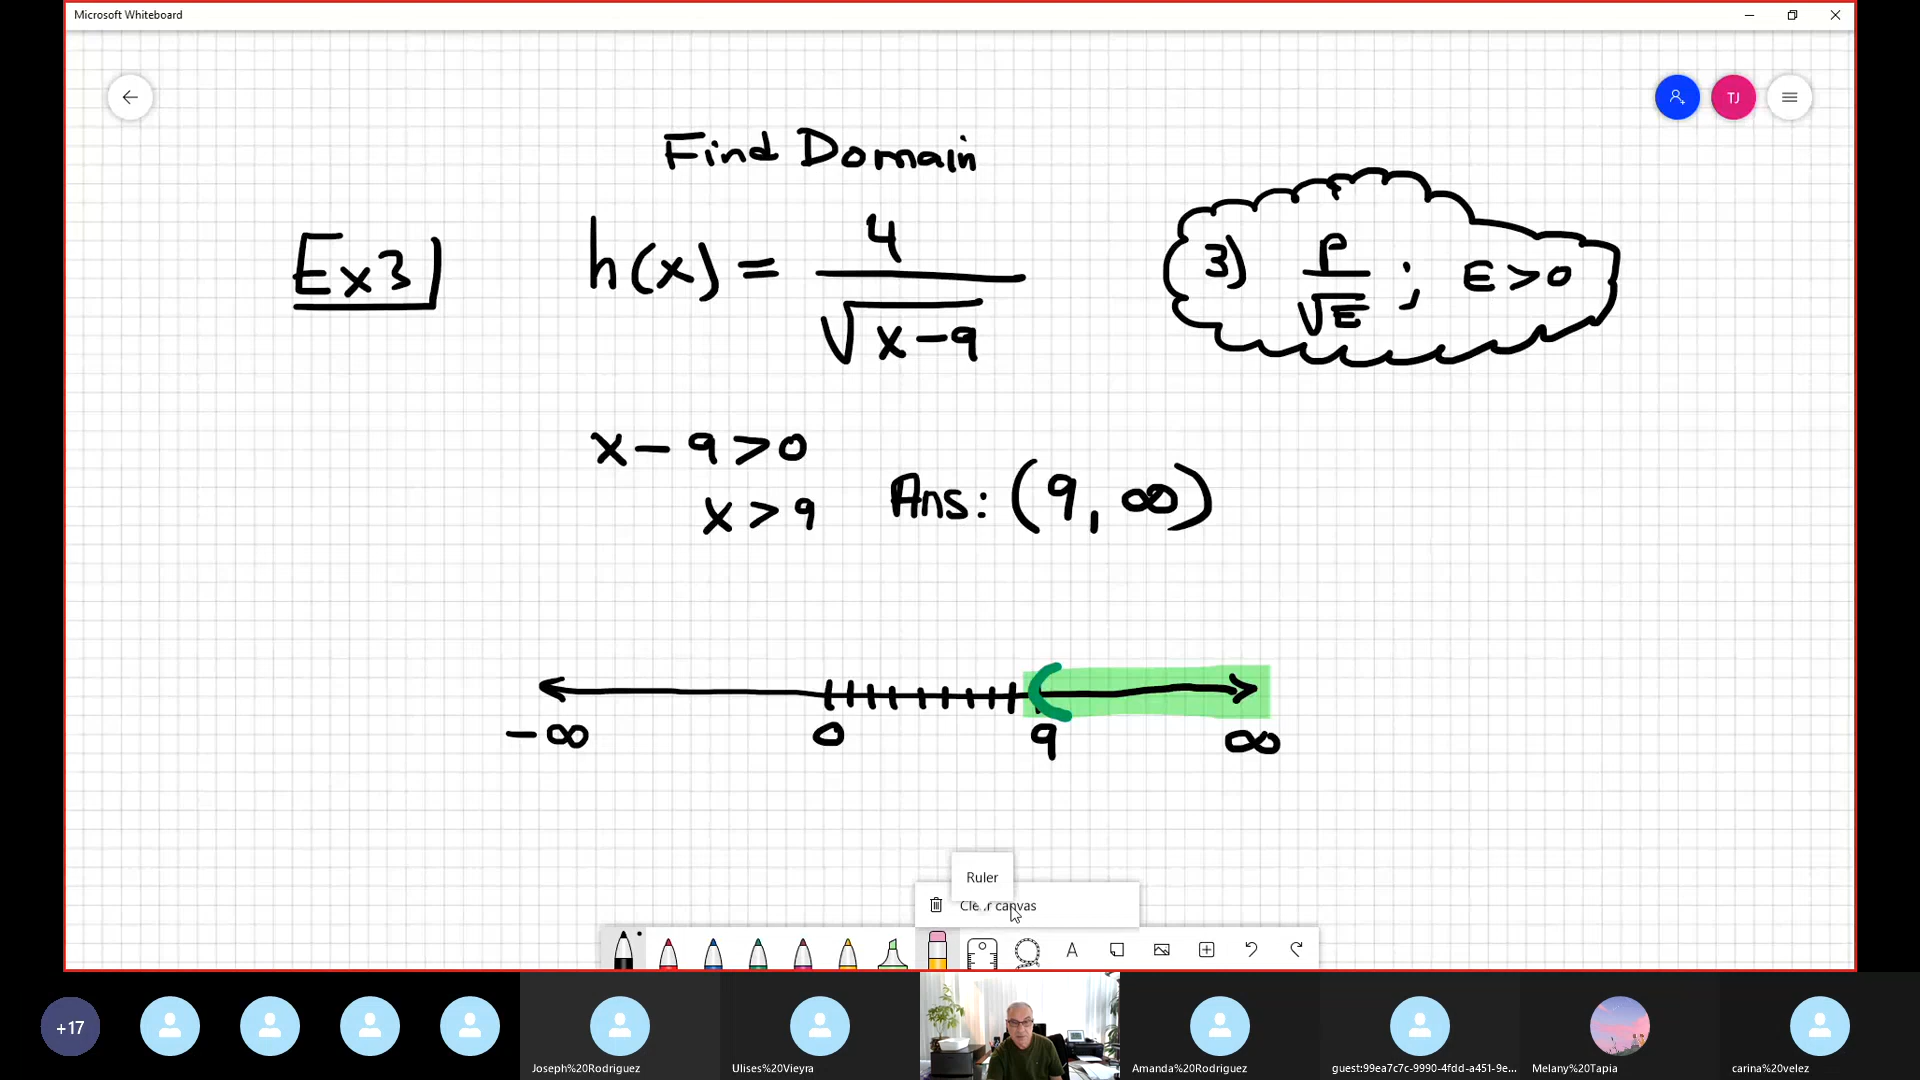 Microsoft Whiteboard
TJ
Find Domain
Ex3
h(x) = 4 / √x-9
3) P / √E ; E > 0
x - 9 > 0
x > 9
Ans: (9, ∞)
-∞ 0 9 ∞
Ruler
canvas
A
+17
Joseph%20Rodriguez
Ulises%20Vieyra
Amanda%20Rodriguez
guest:99ea7c7c-9990-4fdd-a451-9e...
Melany%20Tapia
carina%20velez